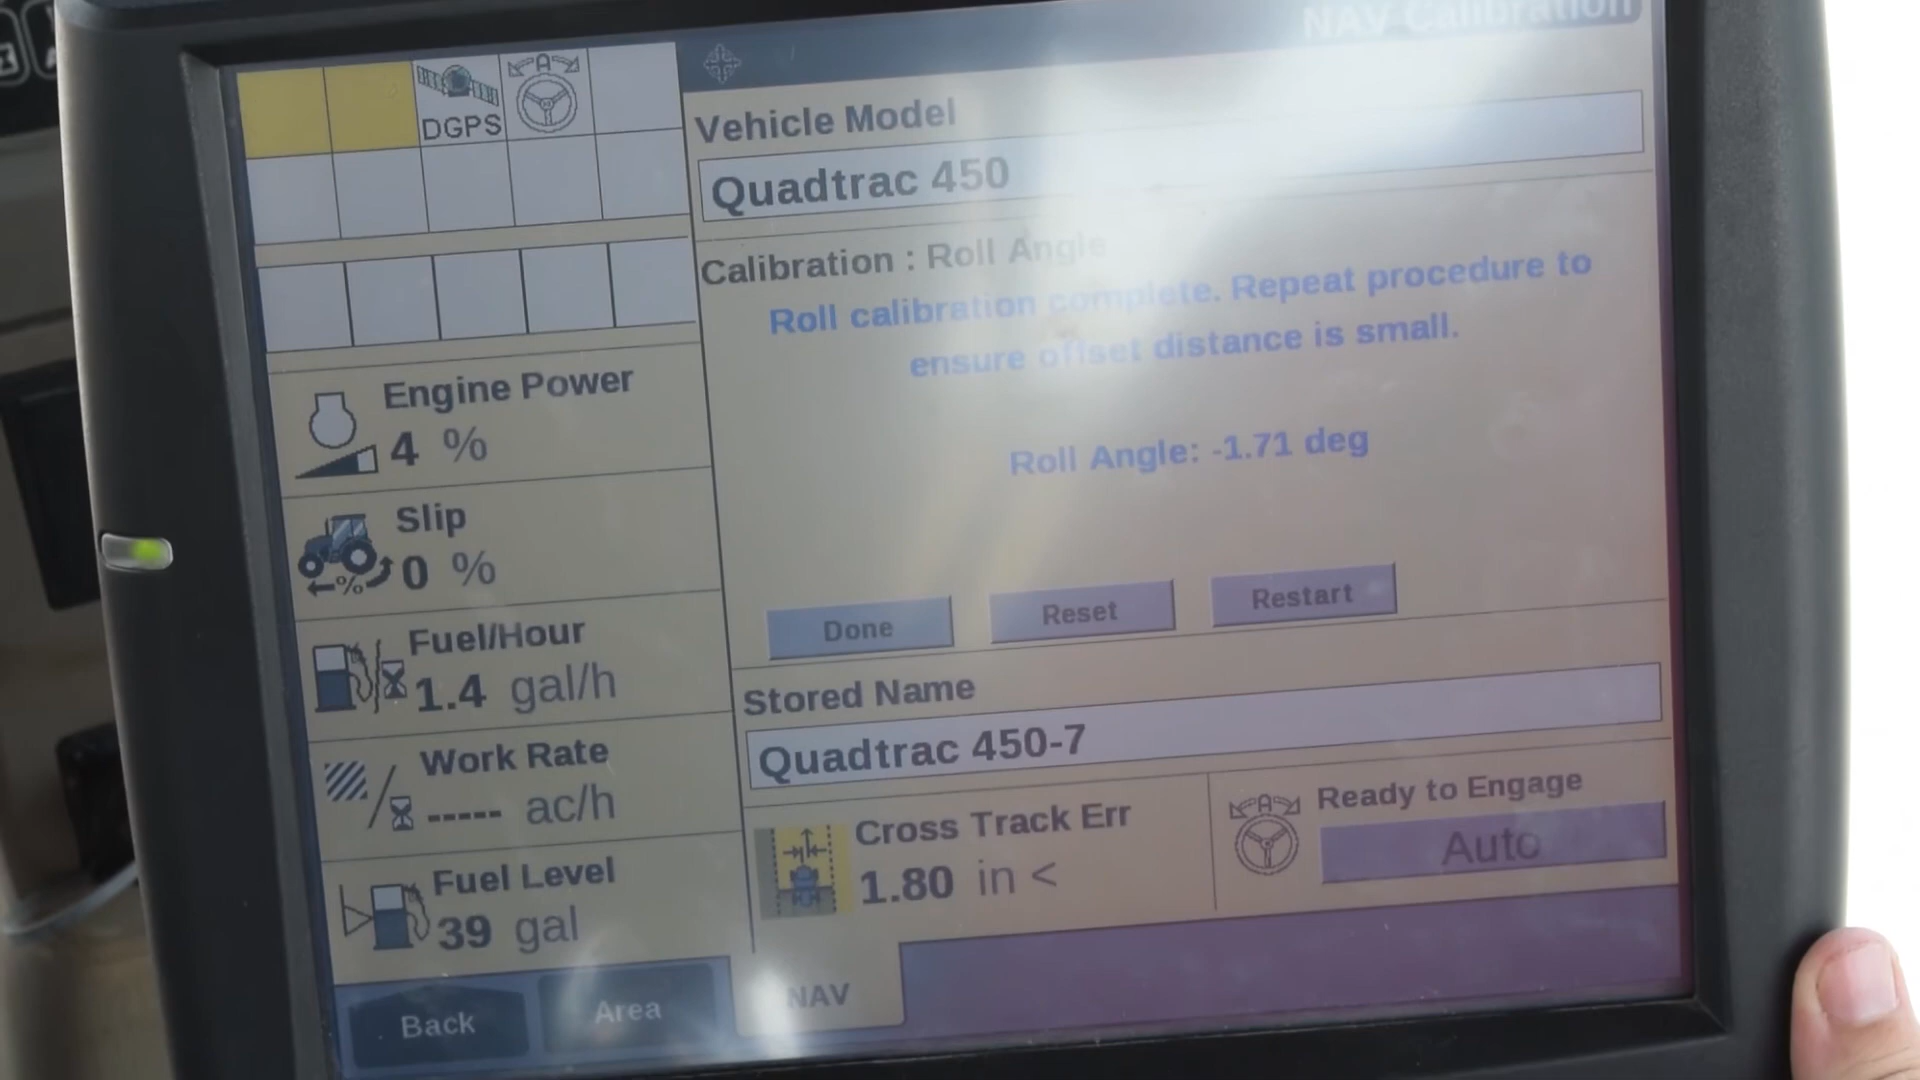 NAV-Calibration
DGPS
A
Vehicle Model
Quadtrac 450
Calibration : Roll Angle
Roll calibration complete. Repeat procedure to
ensure offset distance is small.
Roll Angle: -1.71 deg
Done
Reset
Restart
Stored Name
Quadtrac 450-7
Engine Power
4 %
Slip
%
0 %
Fuel/Hour
1.4 gal/h
Work Rate
----- ac/h
Fuel Level
39 gal
Cross Track Err
1.80 in <
A
Ready to Engage
Auto
Back
Area
NAV